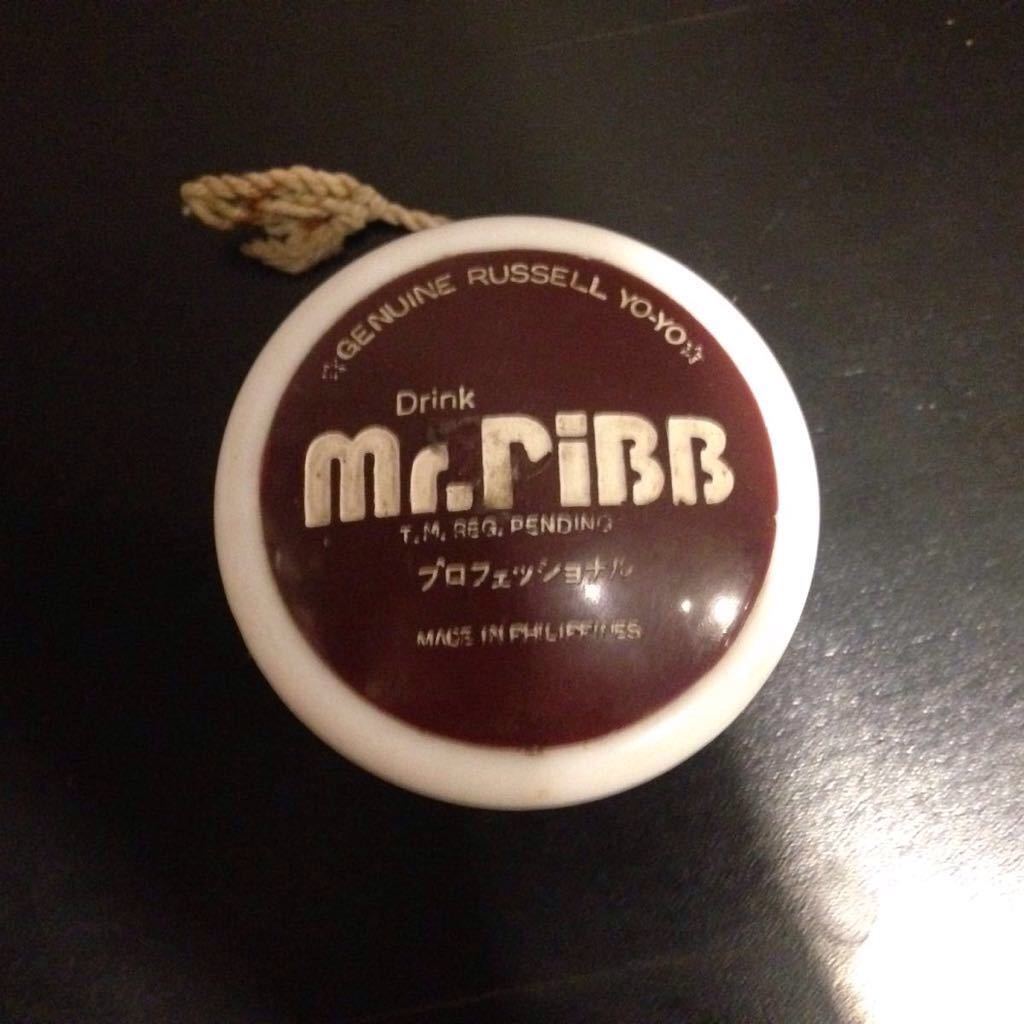 ☆GENUINE RUSSELL YO-YO☆
Drink
Mr.PiBB
T.M. REG. PENDING
プロフェッショナル
MADE IN PHILIPPINES